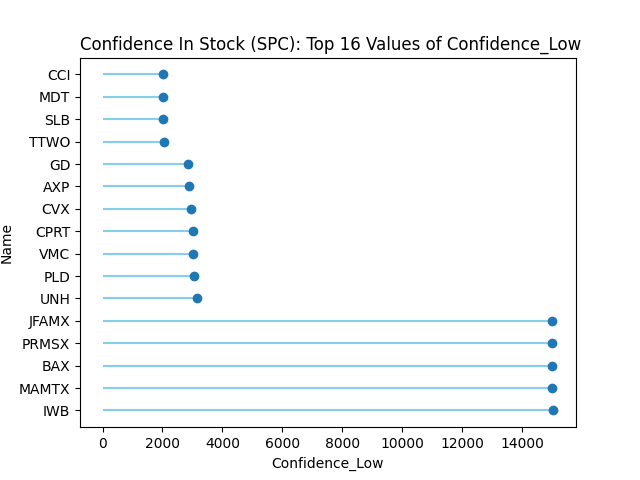 Confidence In Stock (SPC): Top 16 Values of Confidence_Low
CCI
MDT
SLB
TTWO
GD
AXP
CVX
CPRT
VMC
PLD
UNH
JFAMX
PRMSX
BAX
MAMTX
IWB
Name
0 2000 4000 6000 8000 10000 12000 14000
Confidence_Low